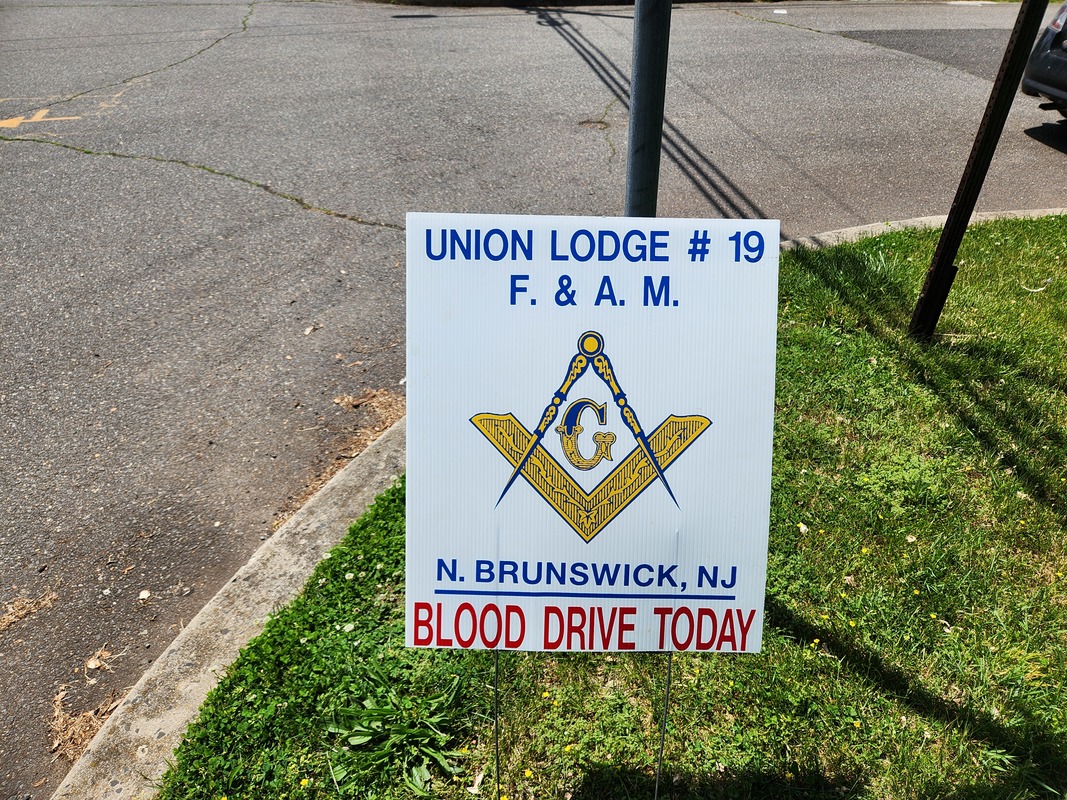 UNION LODGE # 19
F. & A. M.
G
N. BRUNSWICK, NJ
BLOOD DRIVE TODAY